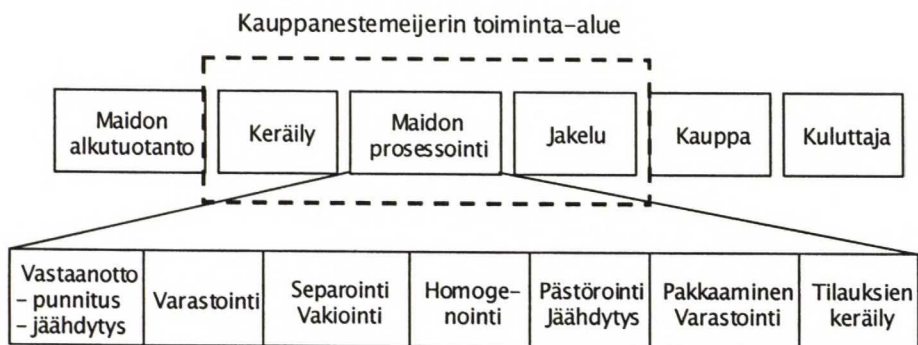 Kauppanestemeijerin toiminta-alue
Maidon
alkutuotanto
Keräily
Maidon
prosessointi
Jakelu
Kauppa
Kuluttaja
Vastaanotto
- punnitus
- jäähdytys
Varastointi
Separointi
Vakiointi
Homoge-
nointi
Pästörointi
Jäähdytys
Pakkaaminen
Varastointi
Tilauksien
keräily